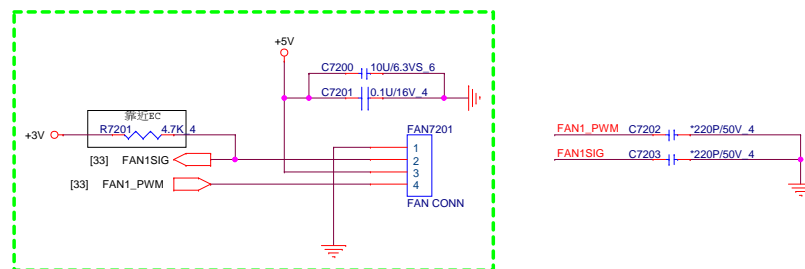 +5V
C7200 10U/6.3VS_6
C7201 0.1U/16V_4
靠近EC
R7201 4.7K_4
+3V
[33] FAN1SIG
[33] FAN1_PWM
FAN7201
1
2
3
4
FAN CONN
FAN1_PWM C7202 *220P/50V_4
FAN1SIG C7203 *220P/50V_4